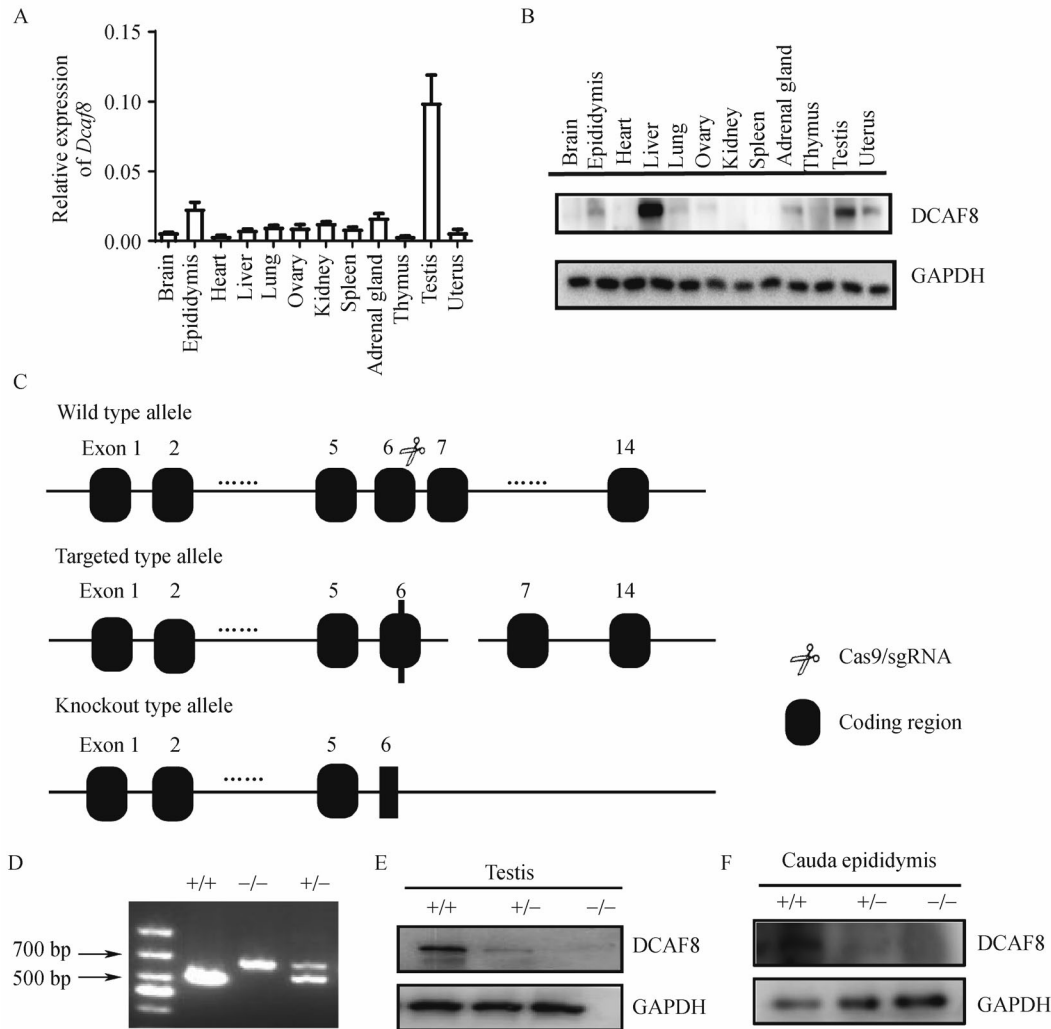 A
Relative expression
of Dcaf8
0.15
0.10
0.05
0.00
Brain
Epididymis
Heart
Liver
Lung
Ovary
Kidney
Spleen
Adrenal gland
Thymus
Testis
Uterus
B
Brain
Epididymis
Heart
Liver
Lung
Ovary
Kidney
Spleen
Adrenal gland
Thymus
Testis
Uterus
DCAF8
GAPDH
C
Wild type allele
Exon 1 2 5 6 7 14
...... ......
Targeted type allele
Exon 1 2 5 6 7 14
......
Cas9/sgRNA
Knockout type allele
Coding region
Exon 1 2 5 6
......
D
+/+ −/− +/−
700 bp
500 bp
E
Testis
+/+ +/− −/−
DCAF8
GAPDH
F
Cauda epididymis
+/+ +/− −/−
DCAF8
GAPDH